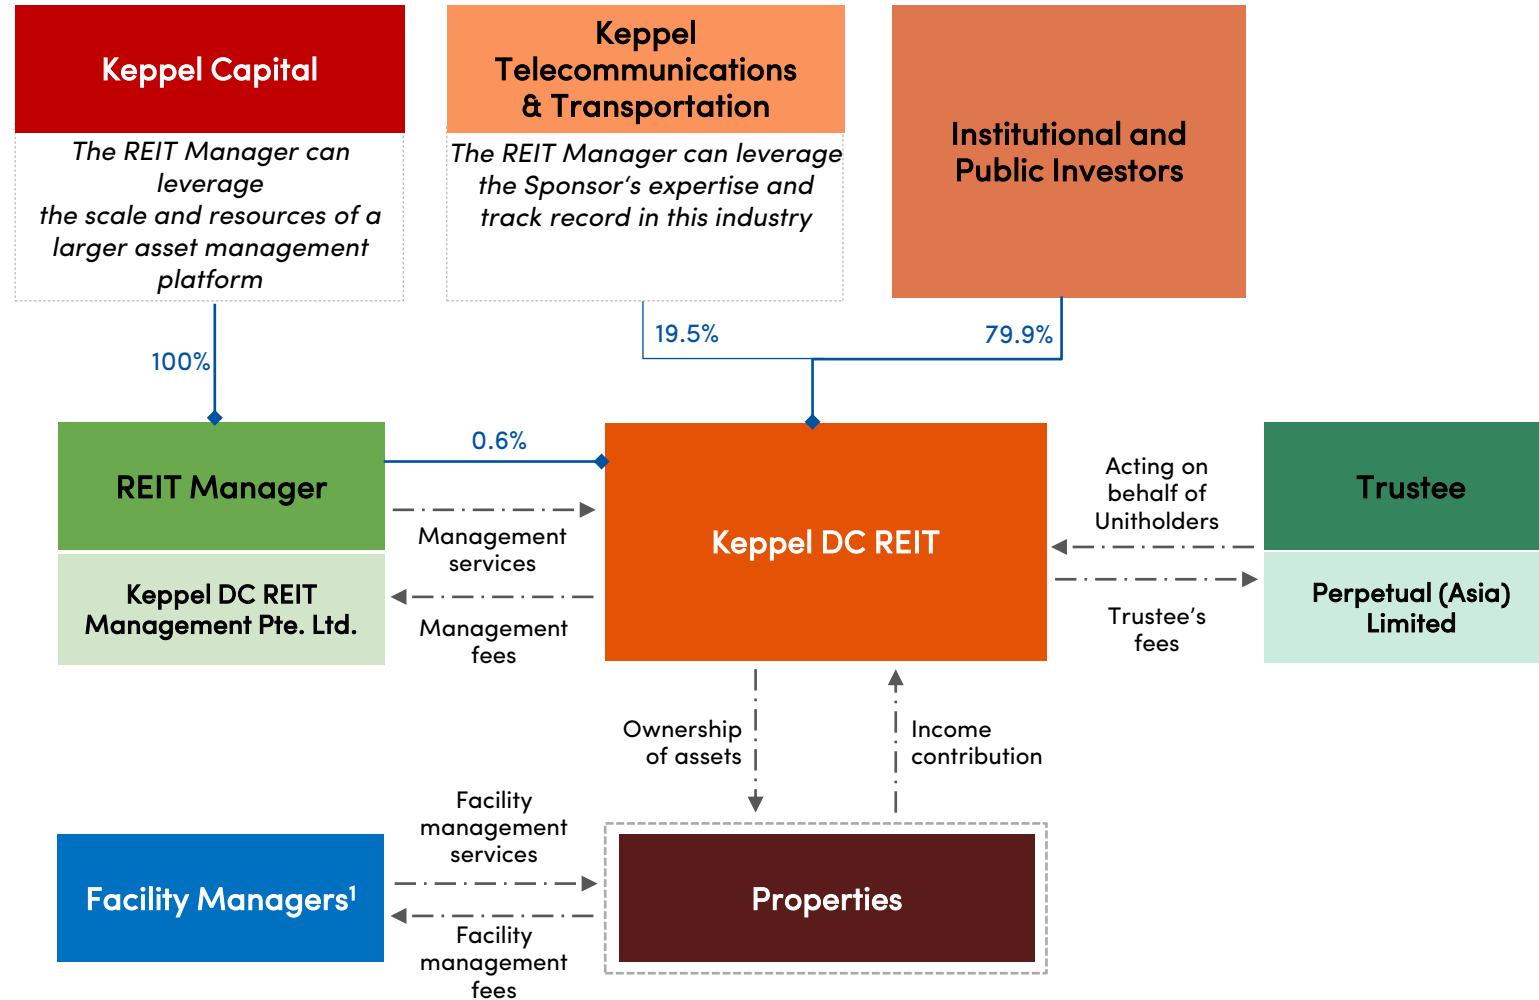 Keppel Capital
The REIT Manager can
leverage
the scale and resources of a
larger asset management
platform
Keppel
Telecommunications
& Transportation
The REIT Manager can leverage
the Sponsor's expertise and
track record in this industry
Institutional and
Public Investors
100%
19.5%
79.9%
REIT Manager
Keppel DC REIT
Management Pte. Ltd.
0.6%
Management
services
Management
fees
Keppel DC REIT
Acting on
behalf of
Unitholders
Trustee's
fees
Trustee
Perpetual (Asia)
Limited
Ownership
of assets
Income
contribution
Facility Managers¹
Facility
management
services
Facility
management
fees
Properties